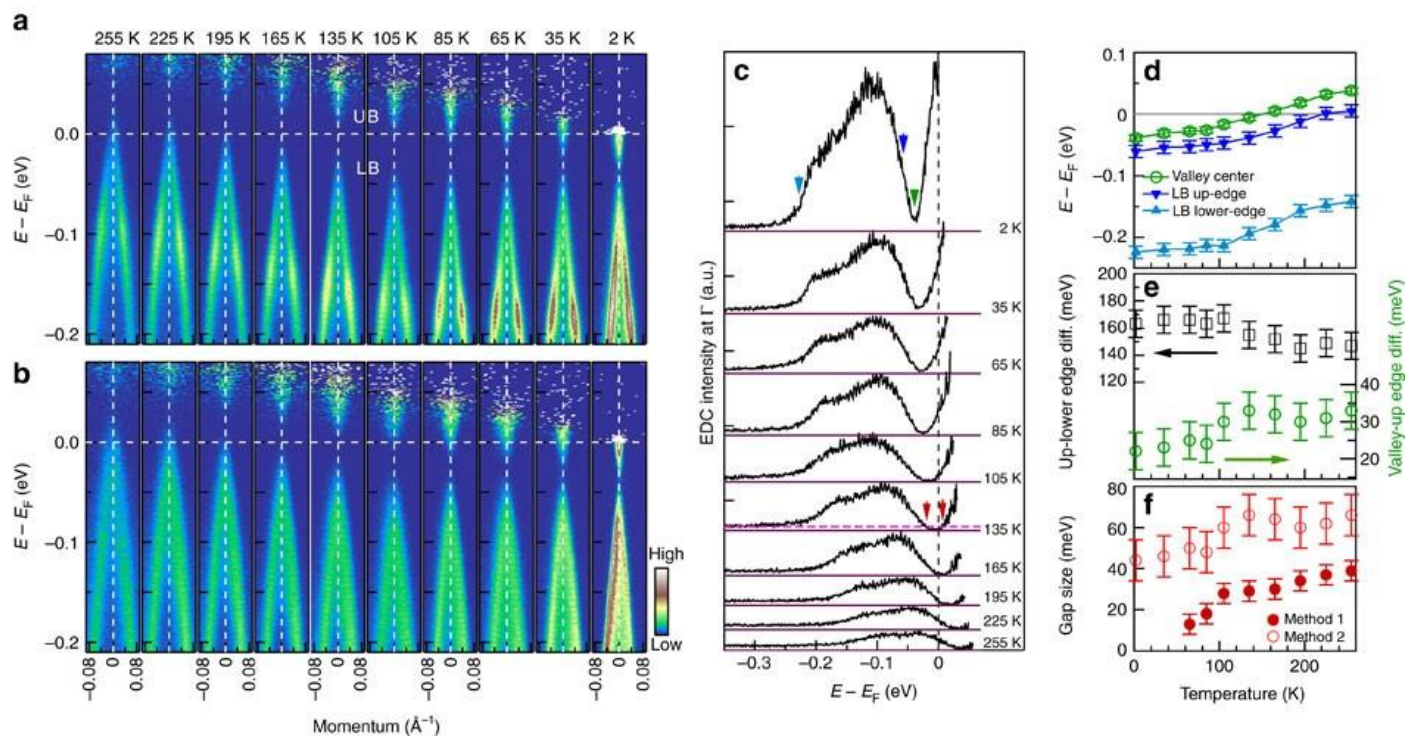 a
255 K 225 K 195 K 165 K 135 K 105 K 85 K 65 K 35 K 2 K
UB
LB
0.0
−0.1
−0.2
E − EF (eV)
b
0.0
−0.1
−0.2
E − EF (eV)
High
Low
−0.08 0 0.08 −0.08 0 0.08
Momentum (Å−1)
c
2 K
35 K
65 K
85 K
105 K
135 K
165 K
195 K
225 K
255 K
EDC intensity at Γ (a.u.)
−0.3 −0.2 −0.1 0
E − EF (eV)
d
0.1
0
−0.1
−0.2
E − EF (eV)
Valley center
LB up-edge
LB lower-edge
e
200
180
160
140
120
Up-lower edge diff. (meV)
40
30
20
Valley-up edge diff. (meV)
f
80
60
40
20
0
Gap size (meV)
Method 1
Method 2
0 100 200
Temperature (K)